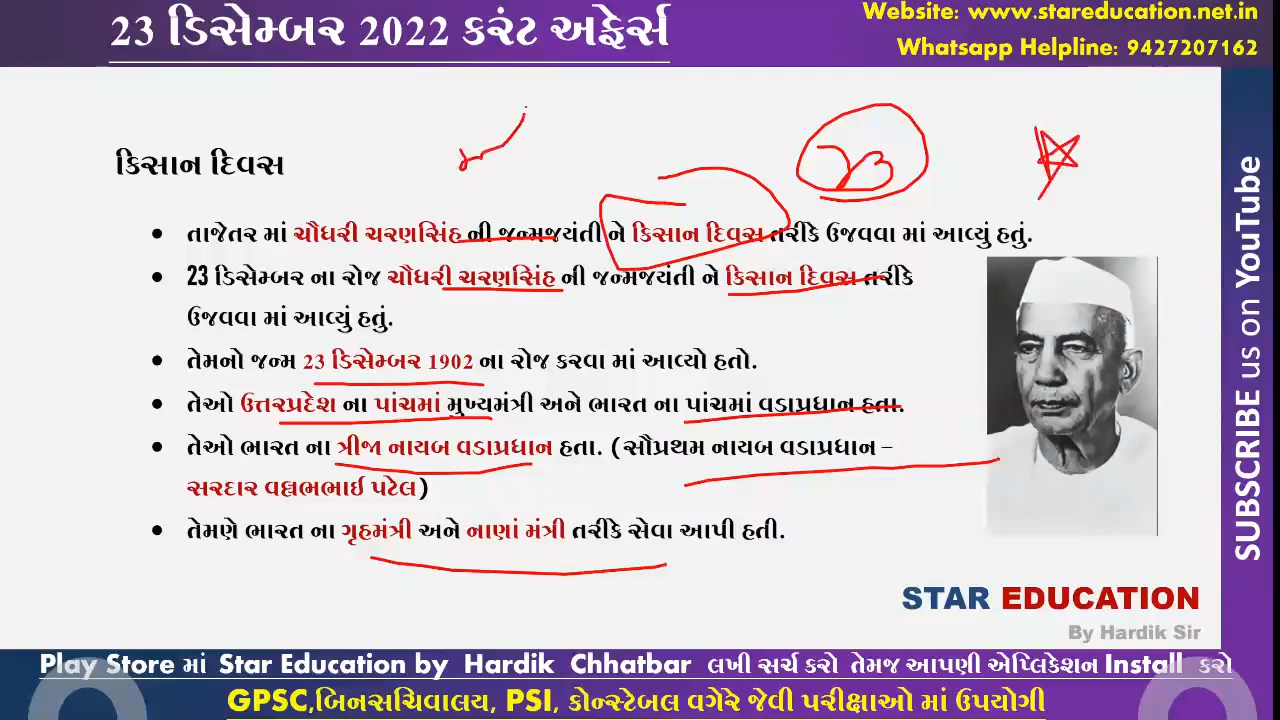 23 ડિસેમ્બર 2022 કરંટ અફેર્સ
Website: www.stareducation.net.in
Whatsapp Helpline: 9427207162
કિસાન દિવસ
23
• તાજેતર માં ચૌધરી ચરણસિંહ ની જન્મજયંતી ને કિસાન દિવસ તરીકે ઉજવવા માં આવ્યું હતું.
• 23 ડિસેમ્બર ના રોજ ચૌધરી ચરણસિંહ ની જન્મજયંતી ને કિસાન દિવસ તરીકે
ઉજવવા માં આવ્યું હતું.
• તેમનો જન્મ 23 ડિસેમ્બર 1902 ના રોજ કરવા માં આવ્યો હતો.
• તેઓ ઉત્તરપ્રદેશ ના પાંચમાં મુખ્યમંત્રી અને ભારત ના પાંચમાં વડાપ્રધાન હતા.
• તેઓ ભારત ના ત્રીજા નાયબ વડાપ્રધાન હતા. (સૌપ્રથમ નાયબ વડાપ્રધાન –
સરદાર વલ્લભભાઈ પટેલ)
• તેમણે ભારત ના ગૃહમંત્રી અને નાણાં મંત્રી તરીકે સેવા આપી હતી.
SUBSCRIBE us on YouTube
STAR EDUCATION
By Hardik Sir
Play Store માં Star Education by Hardik Chhatbar લખી સર્ચ કરો તેમજ આપણી એપ્લિકેશન Install કરો
GPSC,બિનસચિવાલય, PSI, કોન્સ્ટેબલ વગેરે જેવી પરીક્ષાઓ માં ઉપયોગી